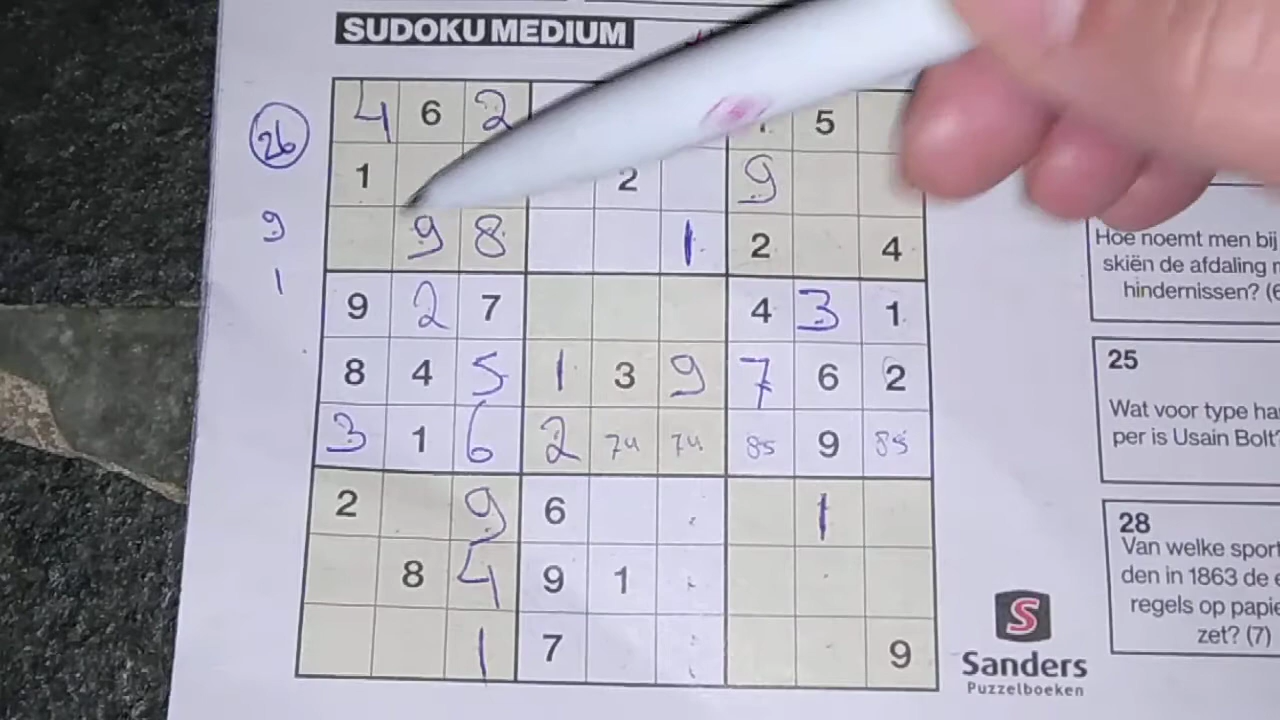 SUDOKU MEDIUM
26
9
1
4 6 2 5
1 2 9
9 8 1 2 4
9 2 7 4 3 1
8 4 5 1 3 9 7 6 2
3 1 6 2 74 74 85 9 85
2 9 6 1
8 4 9 1
1 7 9
Hoe noemt men bij
skiën de afdaling
hindernissen? (6
25
Wat voor type
per is Usain Bolt?
28
Van welke sport
den in 1863 de
regels op papie
zet? (7)
S
Sanders
Puzzelboeken